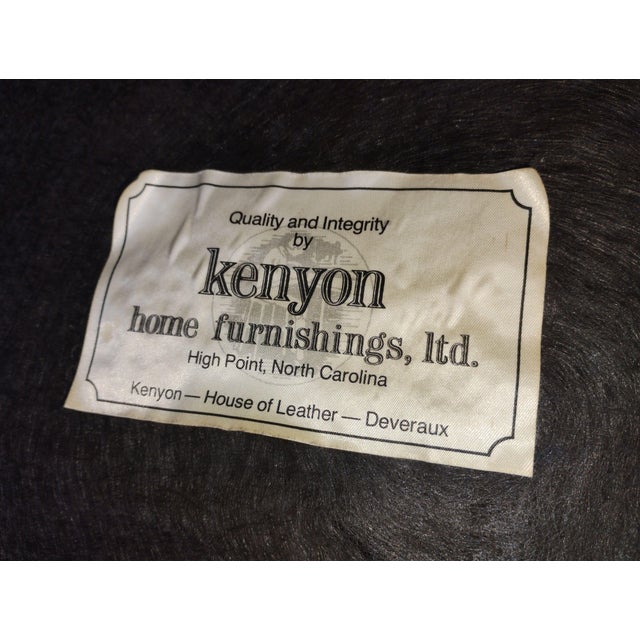 Quality and Integrity
by
kenyon
home furnishings, ltd.
High Point, North Carolina
Kenyon — House of Leather — Deveraux